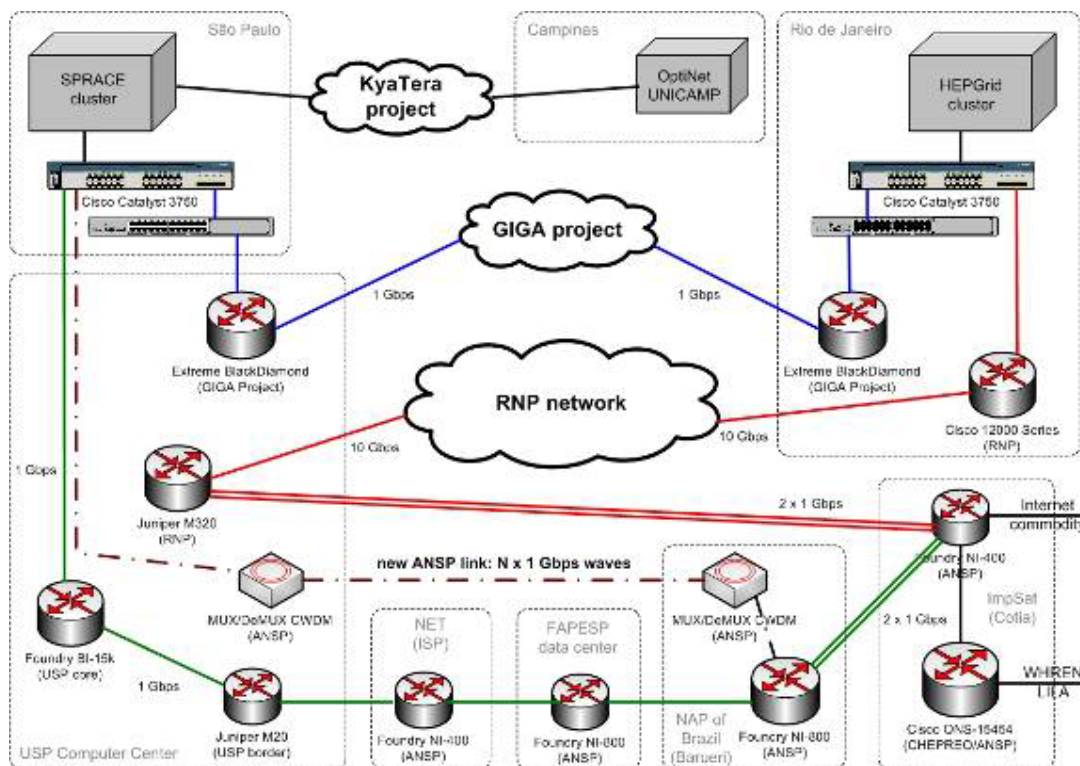 São Paulo
Campinas
Rio de Janeiro
SPRACE
cluster
KyaTera
project
OptiNet
UNICAMP
HEPGrid
cluster
Cisco Catalyst 3750
Cisco Catalyst 3750
GIGA project
1 Gbps
1 Gbps
Extreme BlackDiamond
(GIGA Project)
Extreme BlackDiamond
(GIGA Project)
RNP network
10 Gbps
10 Gbps
Cisco 12000 Series
(RNP)
1 Gbps
Juniper M320
(RNP)
2 x 1 Gbps
Internet
commodity
Foundry NI-400
(ANSP)
new ANSP link: N x 1 Gbps waves
MUX/DeMUX CWDM
(ANSP)
MUX/DeMUX CWDM
(ANSP)
NET
(ISP)
FAPESP
data center
2 x 1 Gbps
ImpSat
(Cotia)
Foundry BI-15k
(USP core)
1 Gbps
WHREN
LILA
Juniper M20
(USP border)
Foundry NI-400
(ANSP)
Foundry NI-800
(ANSP)
NAP of
Brazil
(Barueri)
Foundry NI-800
(ANSP)
Cisco ONS-15454
(CHEPREO/ANSP)
USP Computer Center